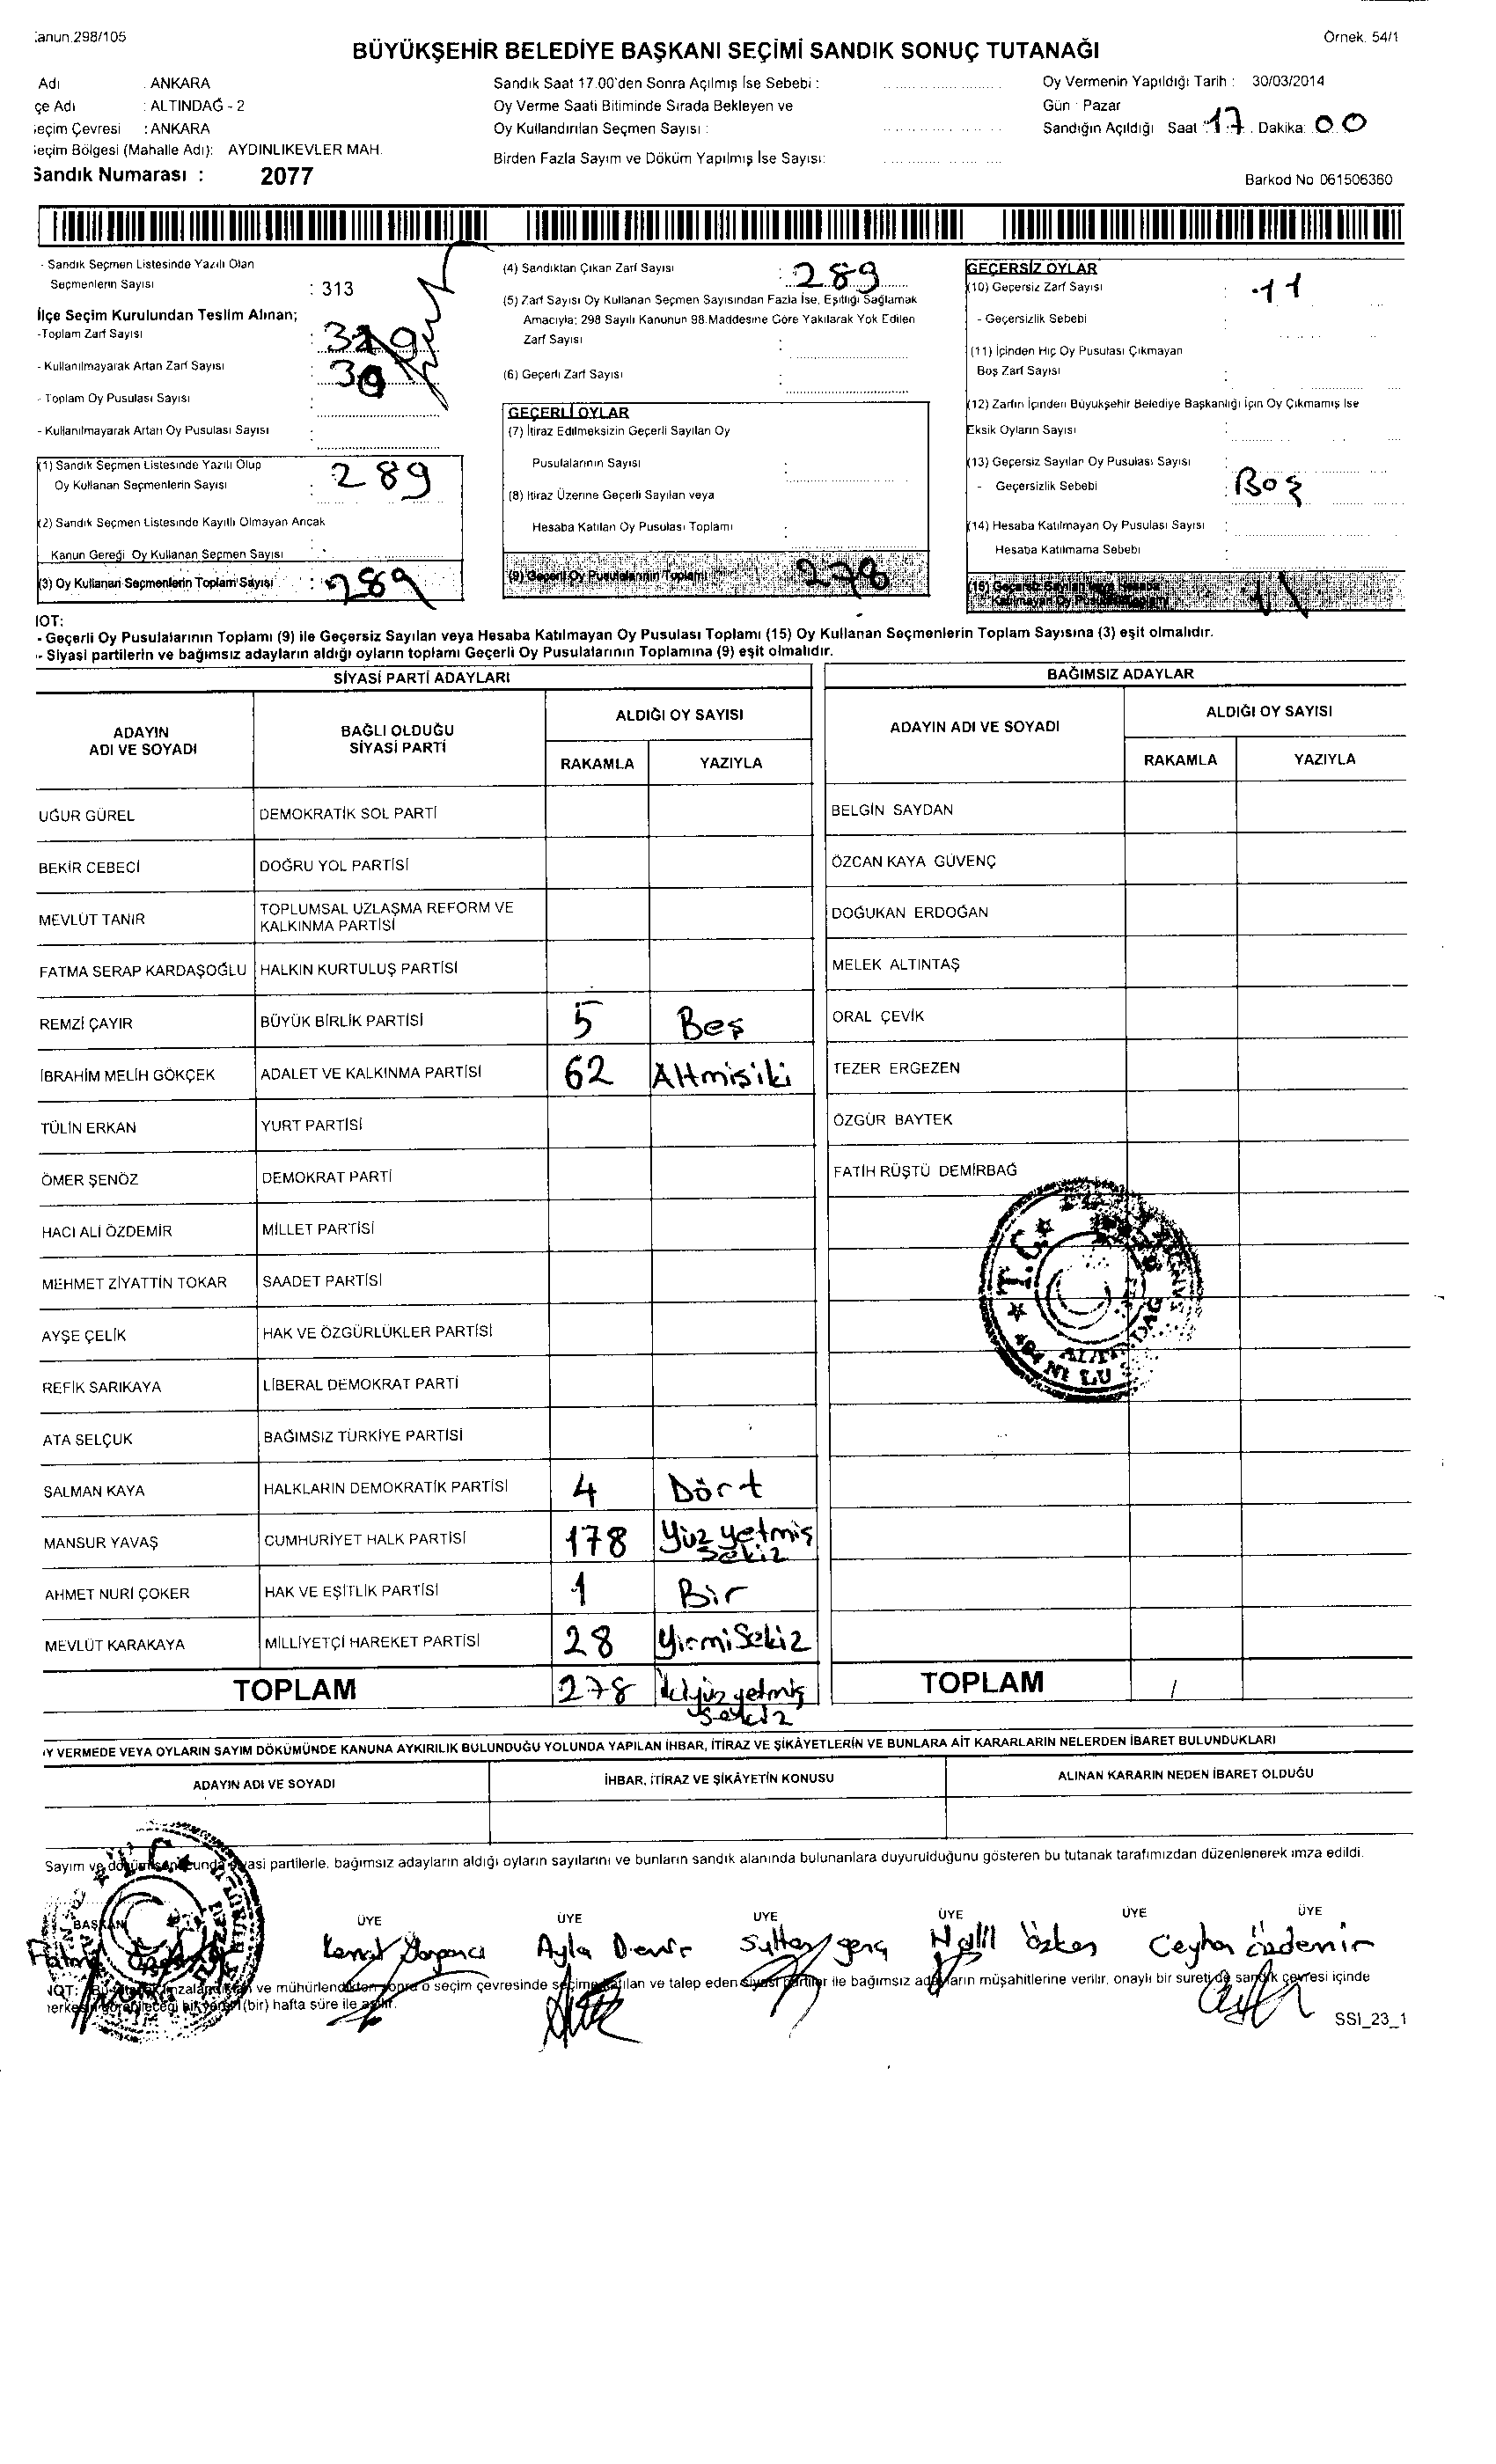 :anun.298/105
Örnek. 54/1
BÜYÜKŞEHİR BELEDİYE BAŞKANI SEÇİMİ SANDIK SONUÇ TUTANAĞI
Adı : ANKARA
çe Adı : ALTINDAĞ - 2
eçim Çevresi : ANKARA
eçim Bölgesi (Mahalle Adı): AYDINLIKEVLER MAH.
Sandık Numarası : 2077
Sandık Saat 17.00'den Sonra Açılmış İse Sebebi :
Oy Verme Saati Bitiminde Sırada Bekleyen ve
Oy Kullandırılan Seçmen Sayısı :
Birden Fazla Sayım ve Döküm Yapılmış İse Sayısı:
Oy Vermenin Yapıldığı Tarih : 30/03/2014
Gün : Pazar
Sandığın Açıldığı Saat : 17 . Dakika: 00
Barkod No 061506360
- Sandık Seçmen Listesinde Yazılı Olan
Seçmenlerin Sayısı : 313
İlçe Seçim Kurulundan Teslim Alınan;
-Toplam Zarf Sayısı :
- Kullanılmayarak Artan Zarf Sayısı :
- Toplam Oy Pusulası Sayısı :
- Kullanılmayarak Artan Oy Pusulası Sayısı :
(1) Sandık Seçmen Listesinde Yazılı Olup
Oy Kullanan Seçmenlerin Sayısı : 289
(2) Sandık Seçmen Listesinde Kayıtlı Olmayan Ancak
Kanun Gereği Oy Kullanan Seçmen Sayısı :
(3) Oy Kullanan Seçmenlerin Toplam Sayısı : 289
(4) Sandıktan Çıkan Zarf Sayısı : 289
(5) Zarf Sayısı Oy Kullanan Seçmen Sayısından Fazla İse, Eşitliği Sağlamak
Amacıyla; 298 Sayılı Kanunun 98.Maddesine Göre Yakılarak Yok Edilen
Zarf Sayısı :
(6) Geçerli Zarf Sayısı :
GEÇERLİ OYLAR
(7) İtiraz Edilmeksizin Geçerli Sayılan Oy
Pusulalarının Sayısı :
(8) İtiraz Üzerine Geçerli Sayılan veya
Hesaba Katılan Oy Pusulası Toplamı :
(9) Geçerli Oy Pusulalarının Toplamı 278
GEÇERSİZ OYLAR
(10) Geçersiz Zarf Sayısı : 11
- Geçersizlik Sebebi :
(11) İçinden Hiç Oy Pusulası Çıkmayan
Boş Zarf Sayısı :
(12) Zarfın İçinden Büyükşehir Belediye Başkanlığı İçin Oy Çıkmamış İse
Eksik Oyların Sayısı :
(13) Geçersiz Sayılan Oy Pusulası Sayısı :
- Geçersizlik Sebebi : Boş
(14) Hesaba Katılmayan Oy Pusulası Sayısı :
Hesaba Katılmama Sebebi :
(15) Geçersiz Sayılan veya Hesaba
Katılmayan Oy Pusulası Toplamı 11
NOT:
- Geçerli Oy Pusulalarının Toplamı (9) ile Geçersiz Sayılan veya Hesaba Katılmayan Oy Pusulası Toplamı (15) Oy Kullanan Seçmenlerin Toplam Sayısına (3) eşit olmalıdır.
- Siyasi partilerin ve bağımsız adayların aldığı oyların toplamı Geçerli Oy Pusulalarının Toplamına (9) eşit olmalıdır.
SİYASİ PARTİ ADAYLARI
ADAYIN ADI VE SOYADI
BAĞLI OLDUĞU SİYASİ PARTİ
ALDIĞI OY SAYISI
RAKAMLA YAZIYLA
UĞUR GÜREL DEMOKRATİK SOL PARTİ
BEKİR CEBECİ DOĞRU YOL PARTİSİ
MEVLÜT TANIR TOPLUMSAL UZLAŞMA REFORM VE
KALKINMA PARTİSİ
FATMA SERAP KARDAŞOĞLU HALKIN KURTULUŞ PARTİSİ
REMZİ ÇAYIR BÜYÜK BİRLİK PARTİSİ 5 Beş
İBRAHİM MELİH GÖKÇEK ADALET VE KALKINMA PARTİSİ 62 Altmışiki
TÜLİN ERKAN YURT PARTİSİ
ÖMER ŞENÖZ DEMOKRAT PARTİ
HACI ALİ ÖZDEMİR MİLLET PARTİSİ
MEHMET ZİYATTİN TOKAR SAADET PARTİSİ
AYŞE ÇELİK HAK VE ÖZGÜRLÜKLER PARTİSİ
REFİK SARIKAYA LİBERAL DEMOKRAT PARTİ
ATA SELÇUK BAĞIMSIZ TÜRKİYE PARTİSİ
SALMAN KAYA HALKLARIN DEMOKRATİK PARTİSİ 4 Dört
MANSUR YAVAŞ CUMHURİYET HALK PARTİSİ 178 Yüz yetmiş
sekiz
AHMET NURİ ÇOKER HAK VE EŞİTLİK PARTİSİ 1 Bir
MEVLÜT KARAKAYA MİLLİYETÇİ HAREKET PARTİSİ 28 YirmiSekiz
TOPLAM 278 İkiyüz yetmiş
sekiz
BAĞIMSIZ ADAYLAR
ADAYIN ADI VE SOYADI
ALDIĞI OY SAYISI
RAKAMLA YAZIYLA
BELGİN SAYDAN
ÖZCAN KAYA GÜVENÇ
DOĞUKAN ERDOĞAN
MELEK ALTINTAŞ
ORAL ÇEVİK
TEZER ERGEZEN
ÖZGÜR BAYTEK
FATİH RÜŞTÜ DEMİRBAĞ
T.C.
TOPLAM /
Y VERMEDE VEYA OYLARIN SAYIM DÖKÜMÜNDE KANUNA AYKIRILIK BULUNDUĞU YOLUNDA YAPILAN İHBAR, İTİRAZ VE ŞİKÂYETLERİN VE BUNLARA AİT KARARLARIN NELERDEN İBARET BULUNDUKLARI
ADAYIN ADI VE SOYADI İHBAR, İTİRAZ VE ŞİKÂYETİN KONUSU ALINAN KARARIN NEDEN İBARET OLDUĞU
Sayım ve döküm sonucunda siyasi partilerle, bağımsız adayların aldığı oyların sayılarını ve bunların sandık alanında bulunanlara duyurulduğunu gösteren bu tutanak tarafımızdan düzenlenerek imza edildi.
BAŞKAN ÜYE ÜYE ÜYE ÜYE ÜYE ÜYE
Ayla Demir Sultan genç Halil Özkes Ceyhan özdemir
NOT: ve mühürlendikten sonra o seçim çevresinde seçime katılan ve talep eden siyasi partiler ile bağımsız adayların müşahitlerine verilir, onaylı bir sureti de sandık çevresi içinde
herkesin görebileceği bir yere (bir) hafta süre ile asılır.
SSI_23_1